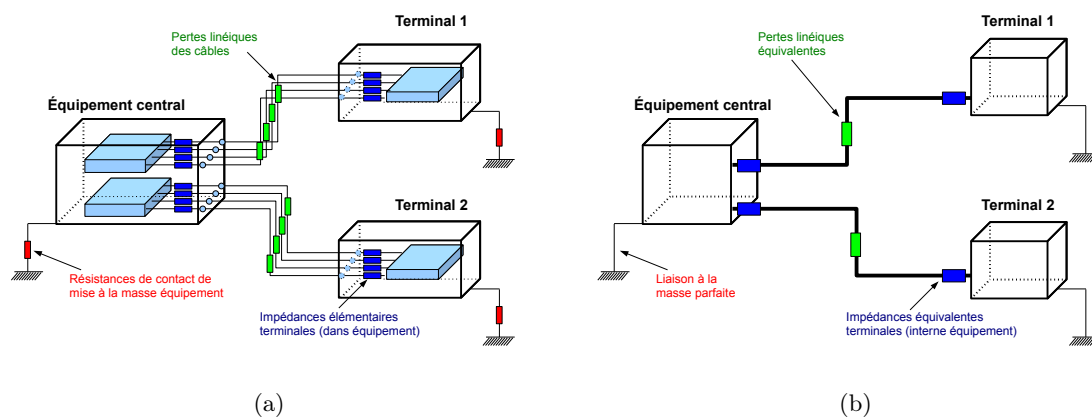 Terminal 1
Pertes linéiques
des câbles
Équipement central
Terminal 2
Résistances de contact de
mise à la masse équipement
Impédances élémentaires
terminales (dans équipement)
(a)
Terminal 1
Pertes linéiques
équivalentes
Équipement central
Terminal 2
Liaison à la
masse parfaite
Impédances équivalentes
terminales (interne équipement)
(b)